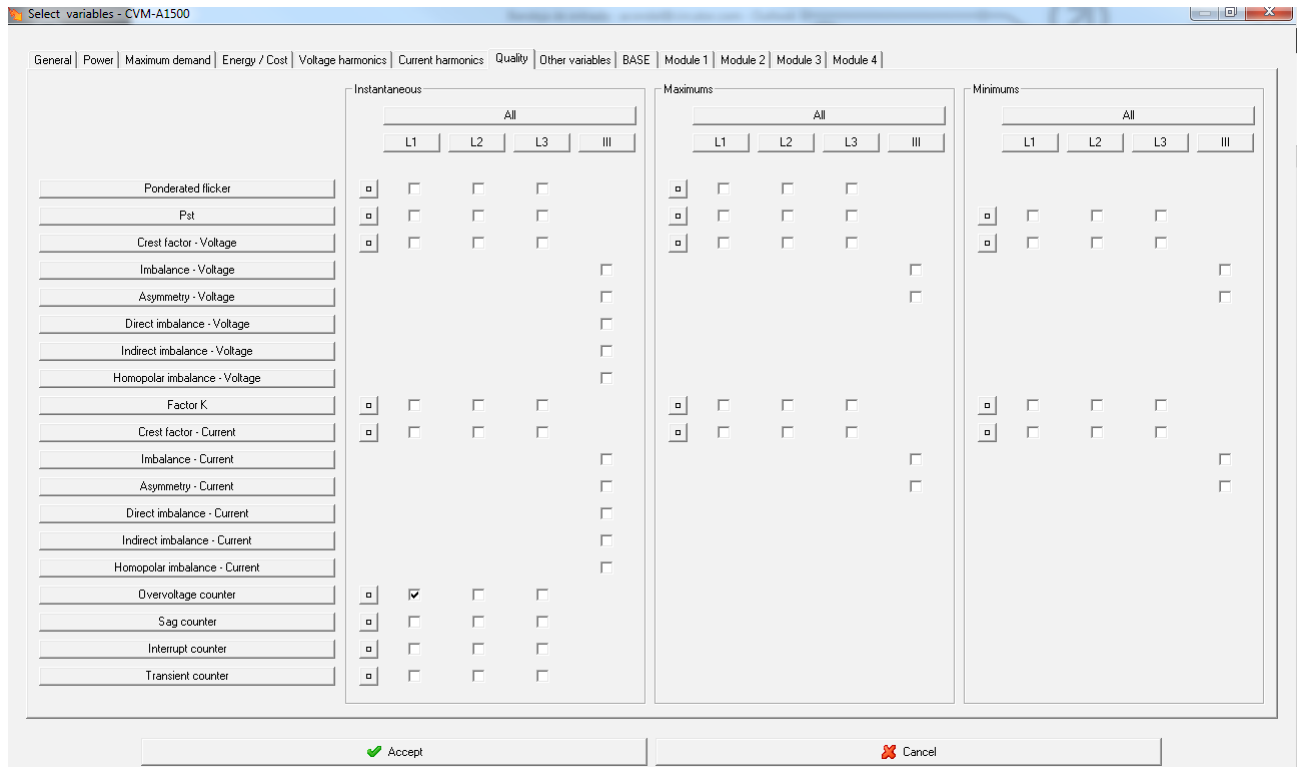 Select variables - CVM-A1500
General Power Maximum demand Energy / Cost Voltage harmonics Current harmonics Quality Other variables BASE Module 1 Module 2 Module 3 Module 4
Instantaneous Maximums Minimums
All All All
L1 L2 L3 III L1 L2 L3 III L1 L2 L3 III
Ponderated flicker
Pst
Crest factor - Voltage
Imbalance - Voltage
Asymmetry - Voltage
Direct imbalance - Voltage
Indirect imbalance - Voltage
Homopolar imbalance - Voltage
Factor K
Crest factor - Current
Imbalance - Current
Asymmetry - Current
Direct imbalance - Current
Indirect imbalance - Current
Homopolar imbalance - Current
Overvoltage counter
Sag counter
Interrupt counter
Transient counter
Accept Cancel